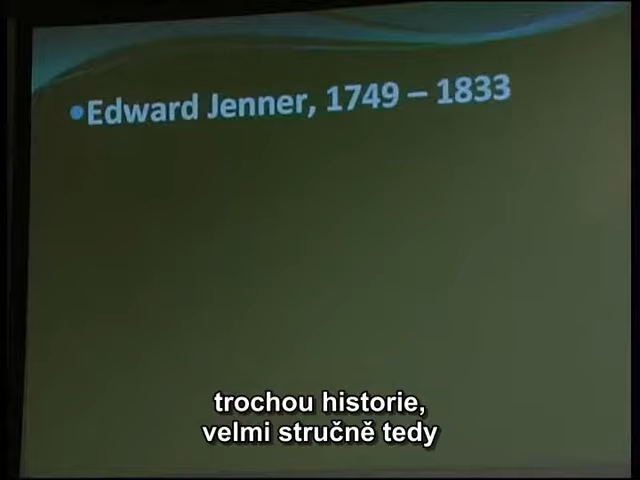 •Edward Jenner, 1749 – 1833
trochou historie,
velmi stručně tedy